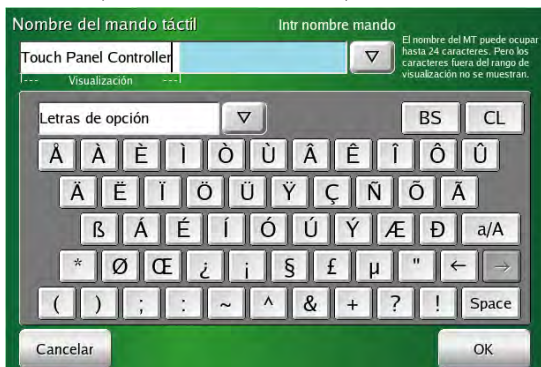 Nombre del mando táctil
Intr nombre mando
El nombre del MT puede ocupar
hasta 24 caracteres. Pero los
caracteres fuera del rango de
visualización no se muestran.
Touch Panel Controller ▽
|--- Visualización ---|
Letras de opción ▽ BS CL
Å À È Ì Ò Ù Â Ê Î Ô Û
Ä Ë Ï Ö Ü Ÿ Ç Ñ Õ Ã
ß Á É Í Ó Ú Ý Æ Đ a/A
* Ø Œ ¿ ¡ § £ µ " ← →
( ) ; : ~ ^ & + ? ! Space
Cancelar OK